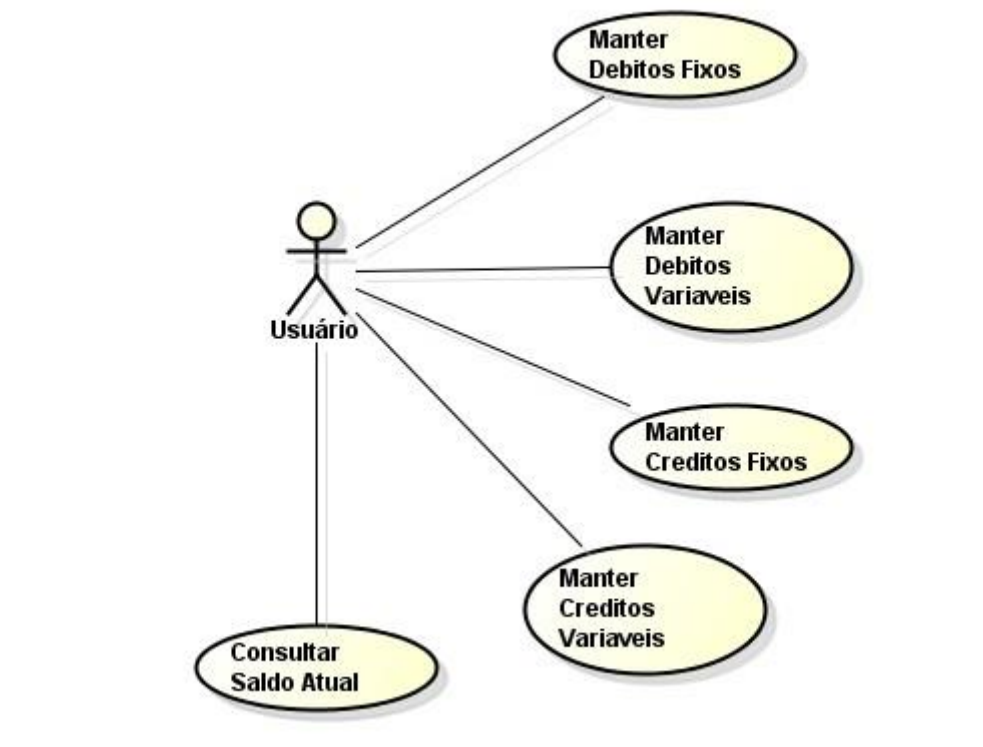 Manter
Debitos Fixos
Manter
Debitos
Variaveis
Usuário
Manter
Creditos Fixos
Manter
Creditos
Variaveis
Consultar
Saldo Atual